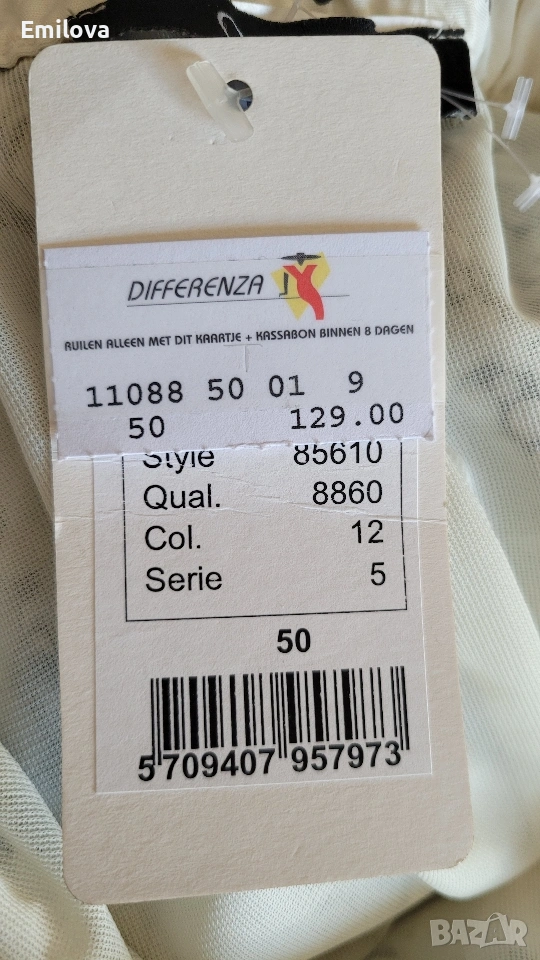 Emilova
DIFFERENZA
RUILEN ALLEEN MET DIT KAARTJE + KASSABON BINNEN 8 DAGEN
11088 50 01 9
50 129.00
Style 85610
Qual. 8860
Col. 12
Serie 5
50
5 709407 957973
BAZAR